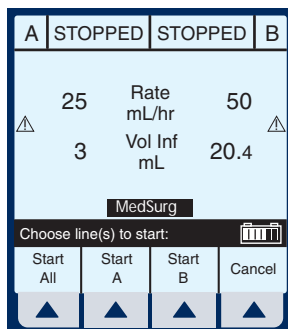 A STOPPED STOPPED B
25 Rate mL/hr 50
3 Vol Inf mL 20.4
MedSurg
Choose line(s) to start:
Start All Start A Start B Cancel